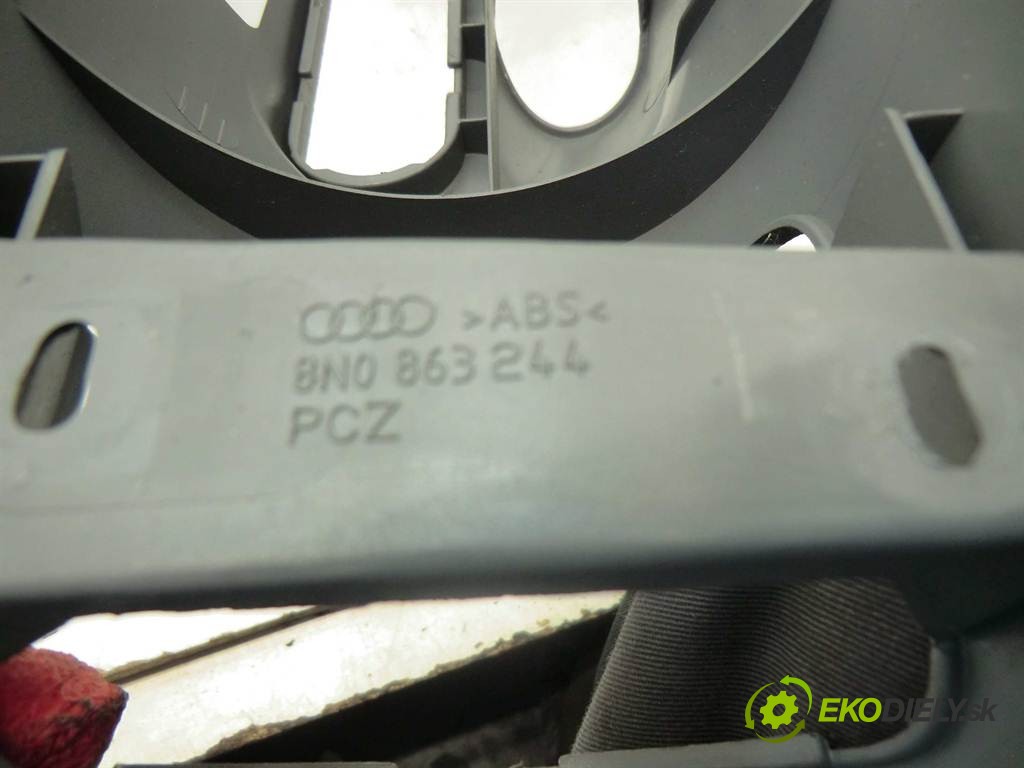 >ABS<
8N0 863 244
PCZ
EKODIELY.sk